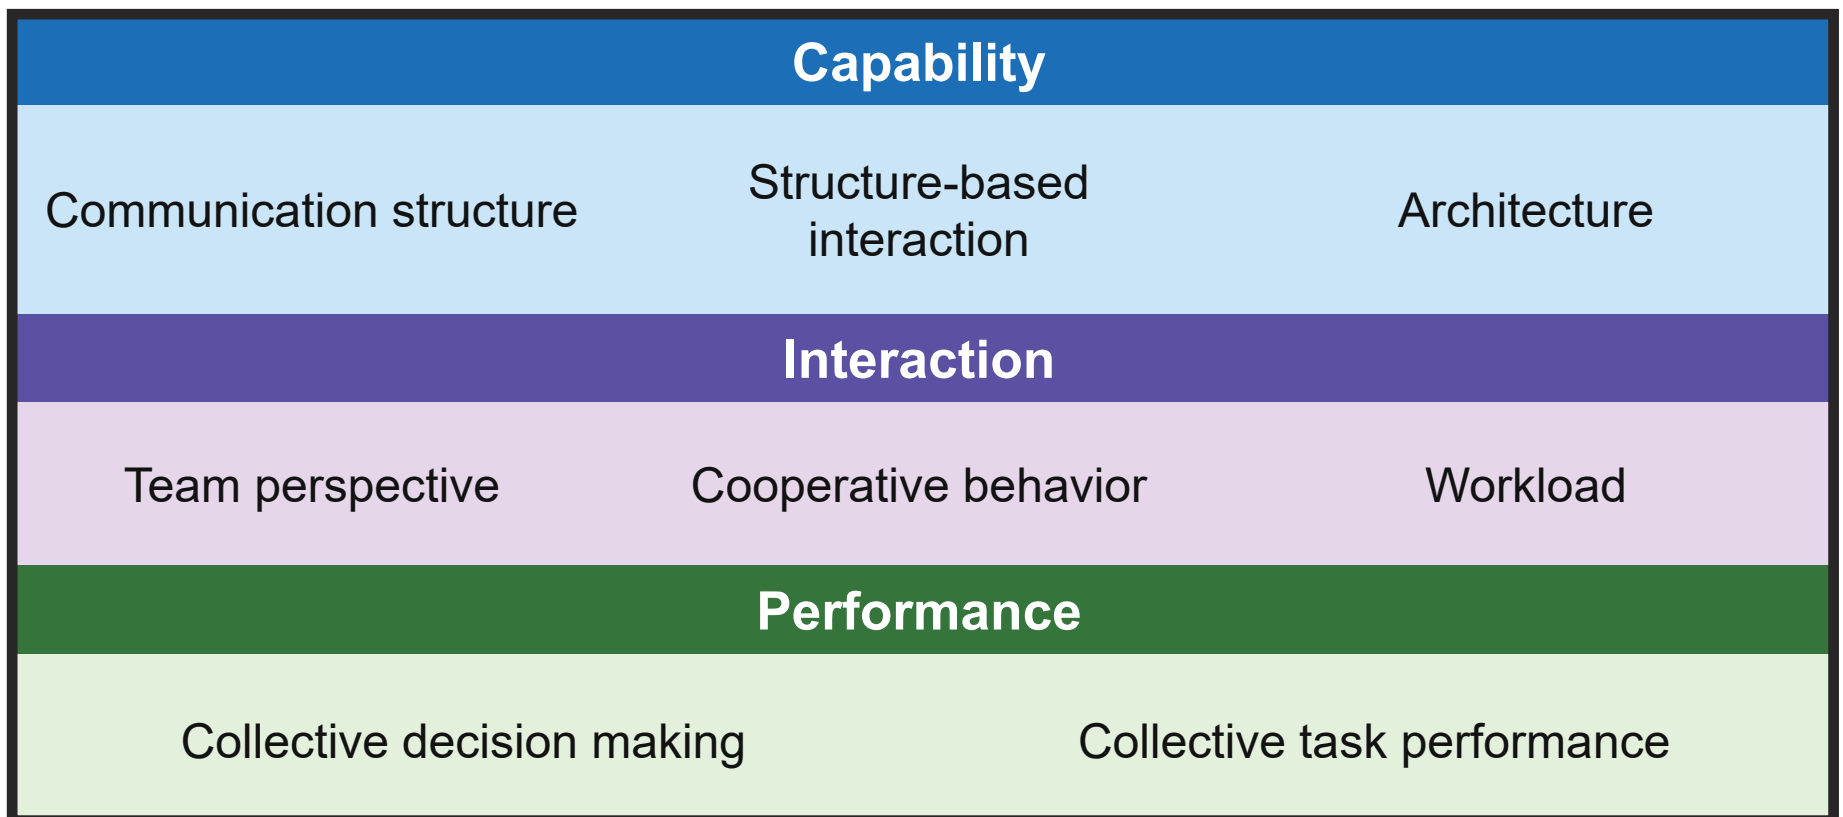 Capability
Communication structure
Structure-based
interaction
Architecture
Interaction
Team perspective
Cooperative behavior
Workload
Performance
Collective decision making
Collective task performance